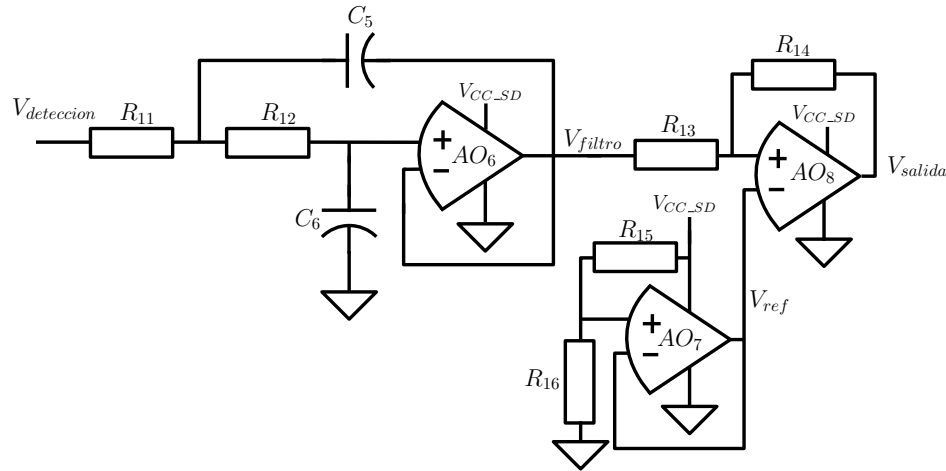 C5
R14
VCC_SD
VCC_SD
Vdeteccion
R11
R12
+
AO6
−
Vfiltro
R13
+
AO8
−
Vsalida
C6
VCC_SD
R15
Vref
+
AO7
−
R16